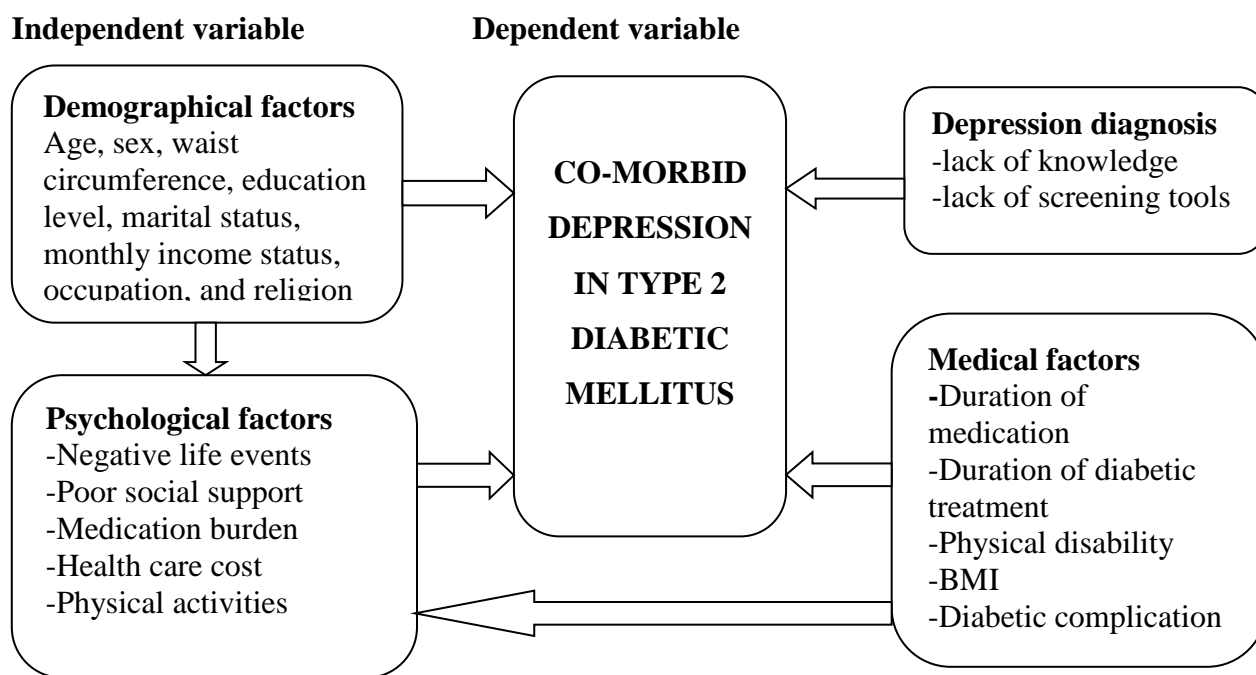 Independent variable
Dependent variable
Demographical factors
Age, sex, waist
circumference, education
level, marital status,
monthly income status,
occupation, and religion
Psychological factors
-Negative life events
-Poor social support
-Medication burden
-Health care cost
-Physical activities
CO-MORBID
DEPRESSION
IN TYPE 2
DIABETIC
MELLITUS
Depression diagnosis
-lack of knowledge
-lack of screening tools
Medical factors
-Duration of
medication
-Duration of diabetic
treatment
-Physical disability
-BMI
-Diabetic complication